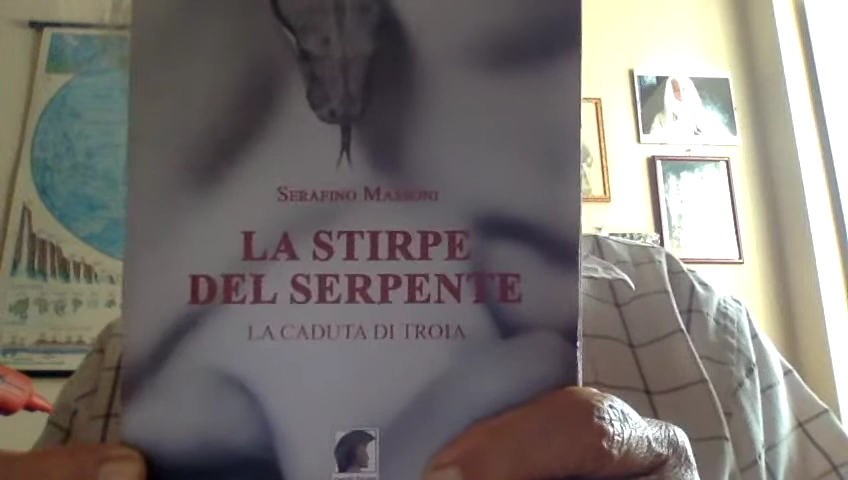 SERAFINO MASSONI
LA STIRPE
DEL SERPENTE
LA CADUTA DI TROIA